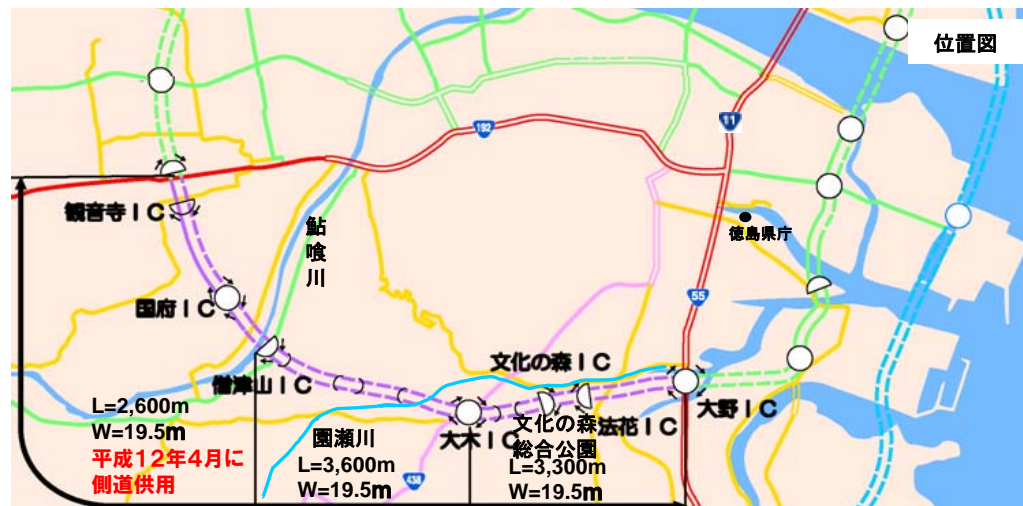 位置図
192
11
観音寺IC
鮎
喰
川
徳島県庁
国府IC
55
文化の森IC
僧津山IC
大野IC
L=2,600m
W=19.5m
平成12年4月に
側道供用
園瀬川
L=3,600m
W=19.5m
大木IC
438
文化の森
総合公園
法花IC
L=3,300m
W=19.5m